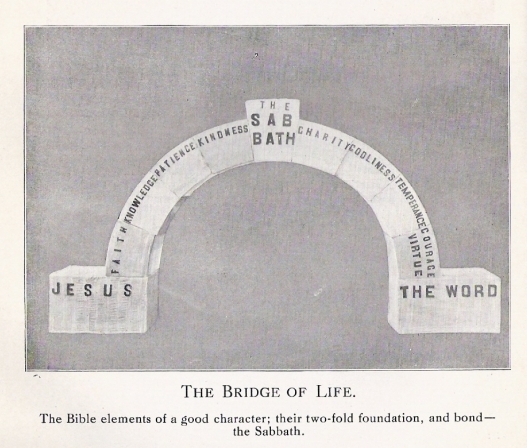 THE
SAB
BATH
FAITH
KNOWLEDGE
PATIENCE
KINDNESS
CHARITY
GODLINESS
TEMPERANCE
COURAGE
VIRTUE
JESUS
THE WORD
THE BRIDGE OF LIFE.
The Bible elements of a good character; their two-fold foundation, and bond—
the Sabbath.